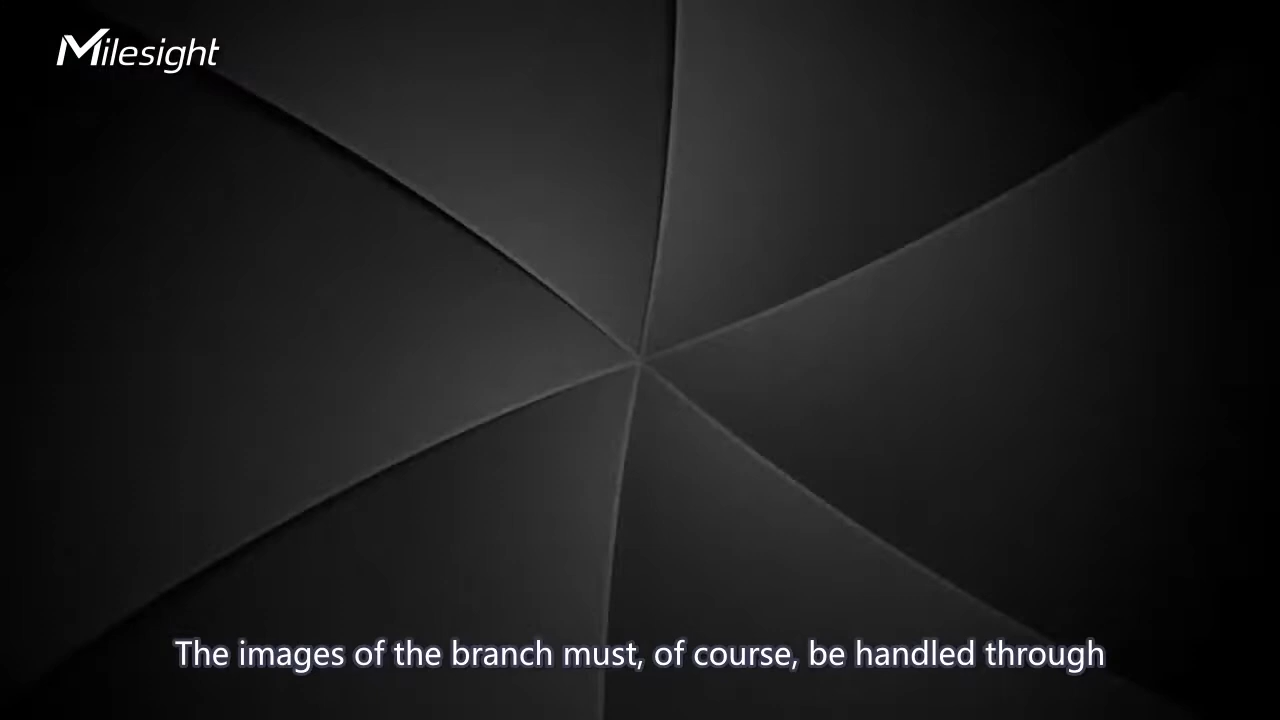 Milesight
The images of the branch must, of course, be handled through